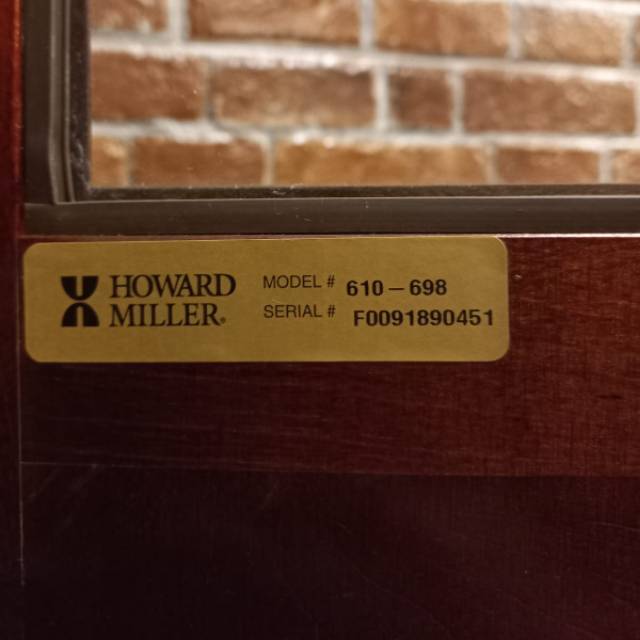 HOWARD
MILLER®
MODEL # 610-698
SERIAL # F0091890451